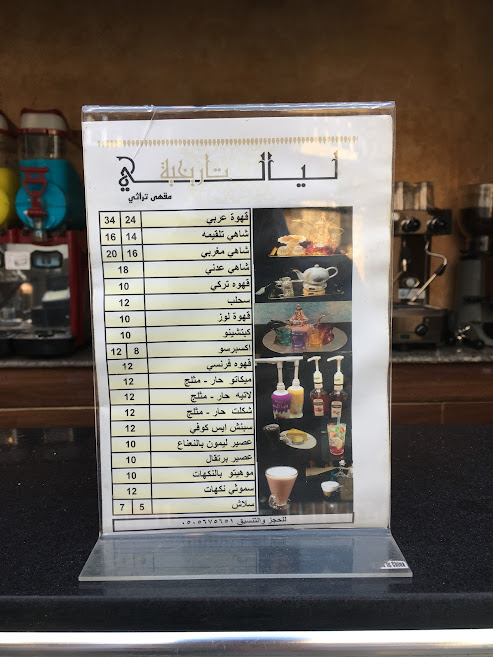 ليالي تاريخية
مقهى تراثي
قهوة عربي 24 34
شاهي تلقيمه 14 16
شاهي مغربي 16 20
شاهي عدني 18
قهوه تركي 10
سحلب 12
قهوة لوز 10
كبتشينو 10
اكسبرسو 8 12
قهوه فرنسي 12
ميكاتو حار - مثلج 12
لاتيه حار - مثلج 12
شكلت حار - مثلج 12
سبنش ايس كوفي 12
عصير ليمون بالنعناع 10
عصير برتقال 10
موهيتو بالنكهات 10
سموثي نكهات 12
سلاش 5 7
للحجز والتنسيق ٠٥٠٥٦٧٥٦٥١